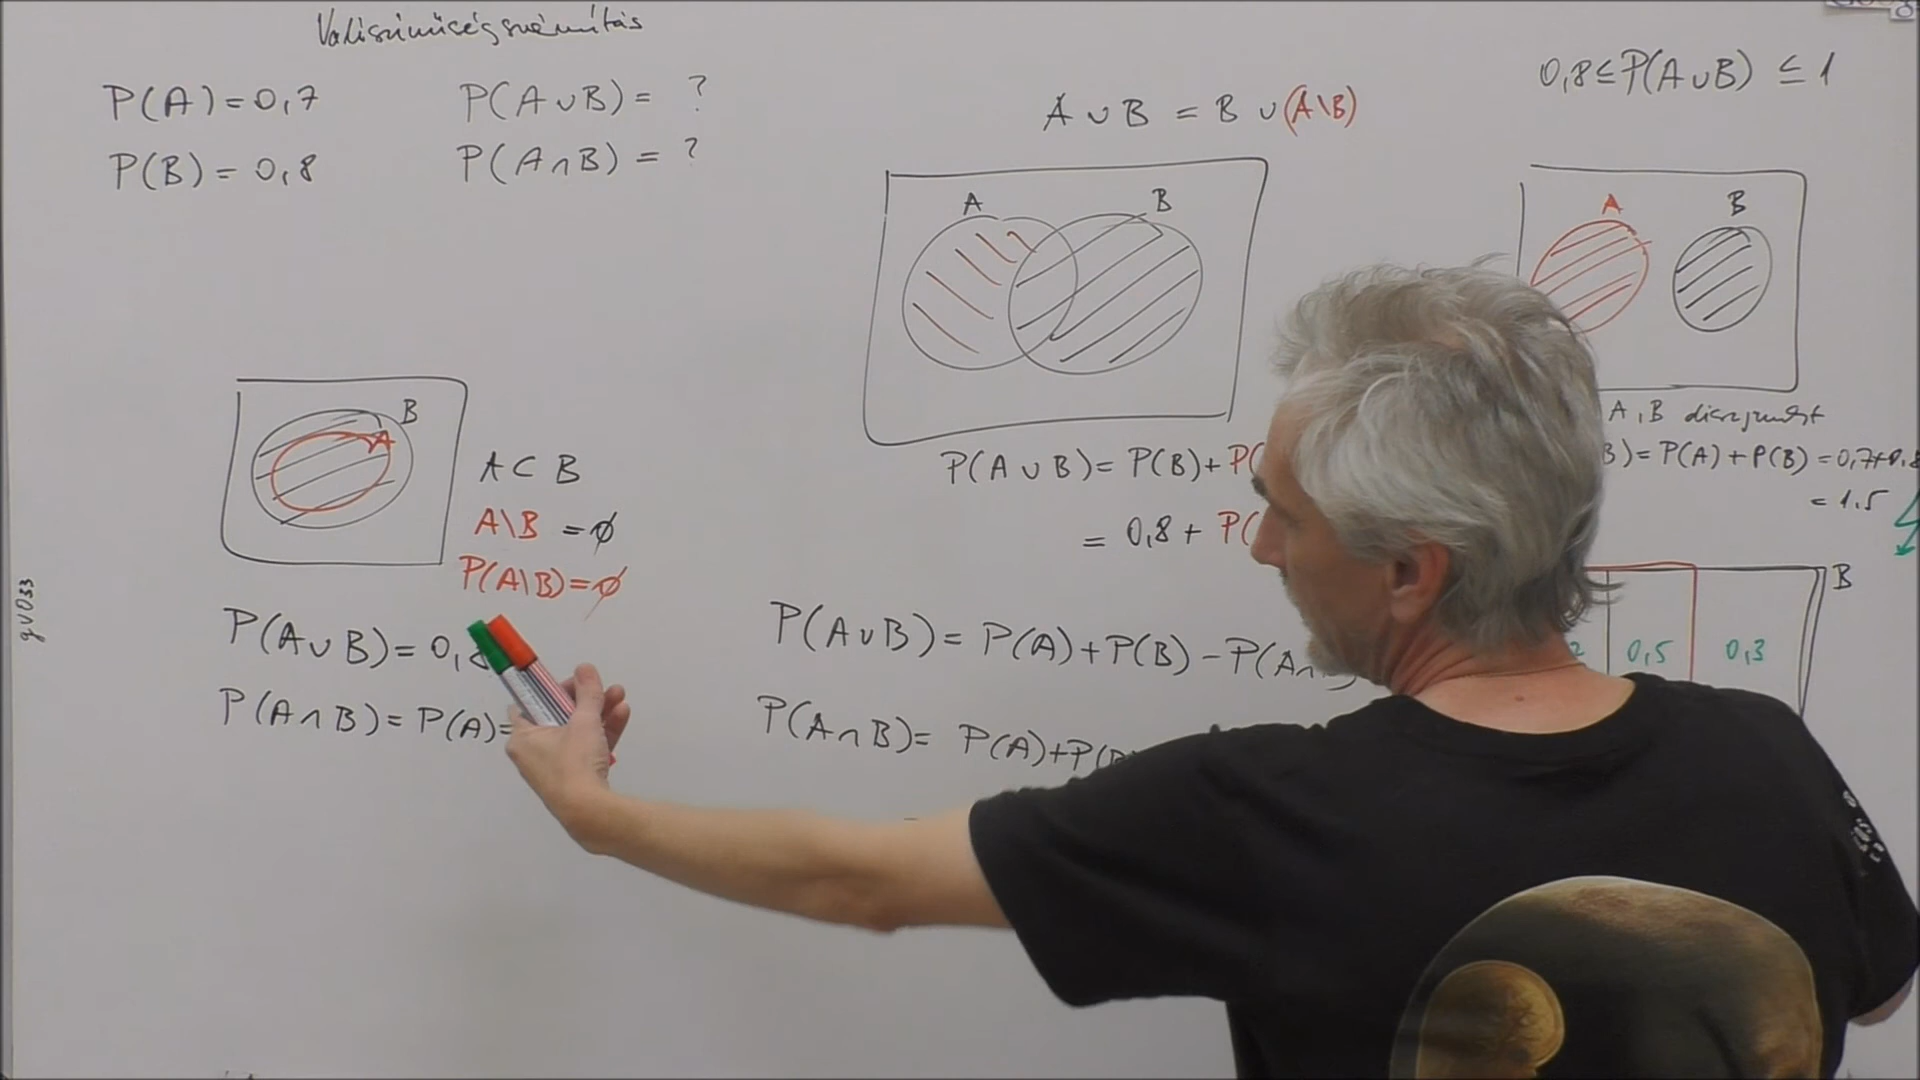 Valószínűségszámítás
P(A) = 0,7
P(B) = 0,8
P(A ∪ B) = ?
P(A ∩ B) = ?
A ∪ B = B ∪ (A\B)
A B
0,8 ≤ P(A ∪ B) ≤ 1
A B
A, B diszjunkt
B) = P(A) + P(B) = 0,7+0,8
= 1.5
B
A
A ⊂ B
A\B = ∅
P(A\B) = ∅
P(A ∪ B) = P(B) + P(
= 0,8 + P(
B
0,5 0,3
P(A ∪ B) = 0,
P(A ∩ B) = P(A) =
P(A ∪ B) = P(A) + P(B) − P(A∩
P(A ∩ B) = P(A)+P(
gv033